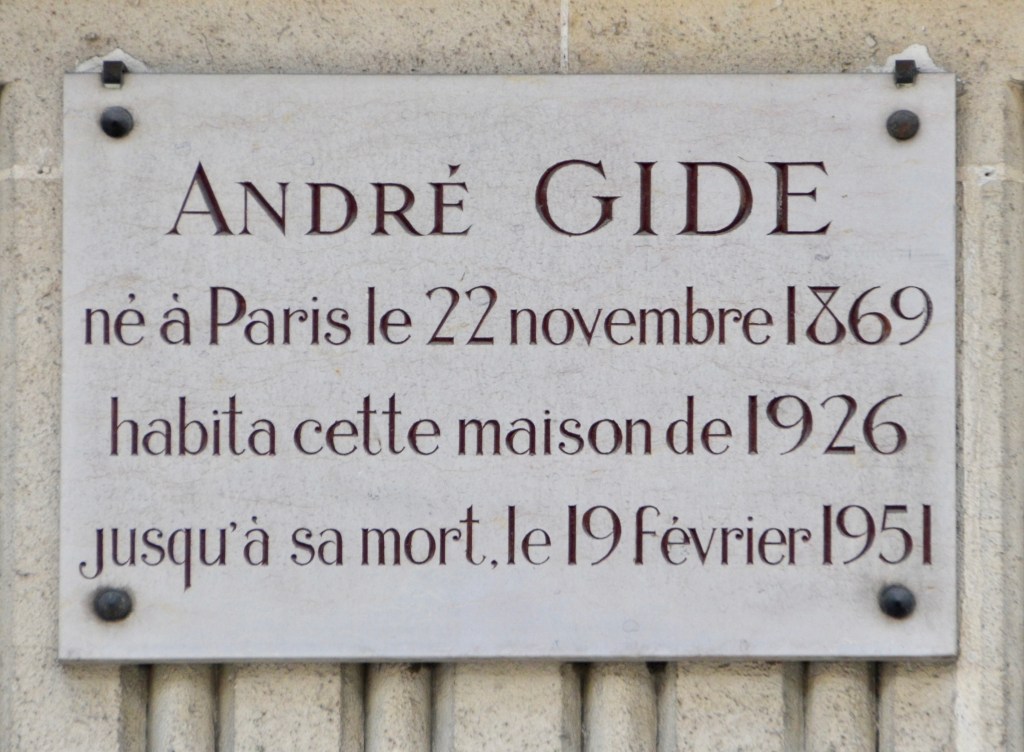 ANDRÉ GIDE
né à Paris le 22 novembre 1869
habita cette maison de 1926
jusqu'à sa mort, le 19 février 1951